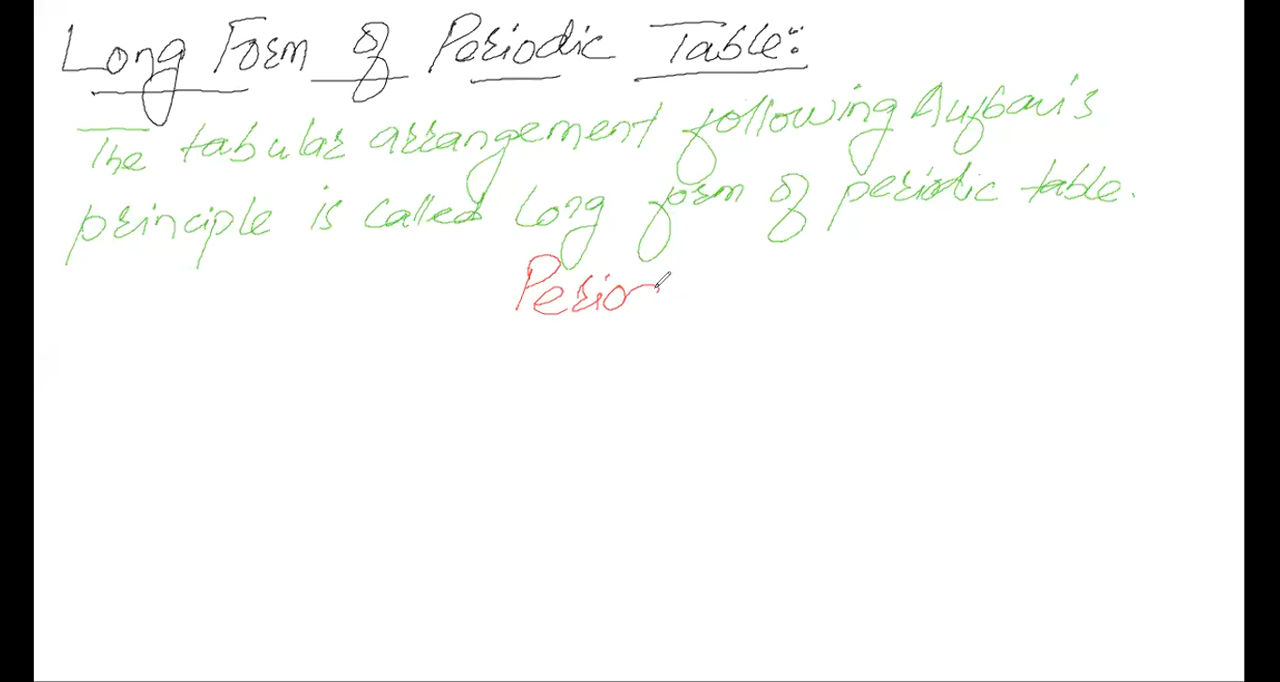 Long Form of Periodic Table:
The tabular arrangement following Aufbau's
principle is called Long form of periodic table.
Perio